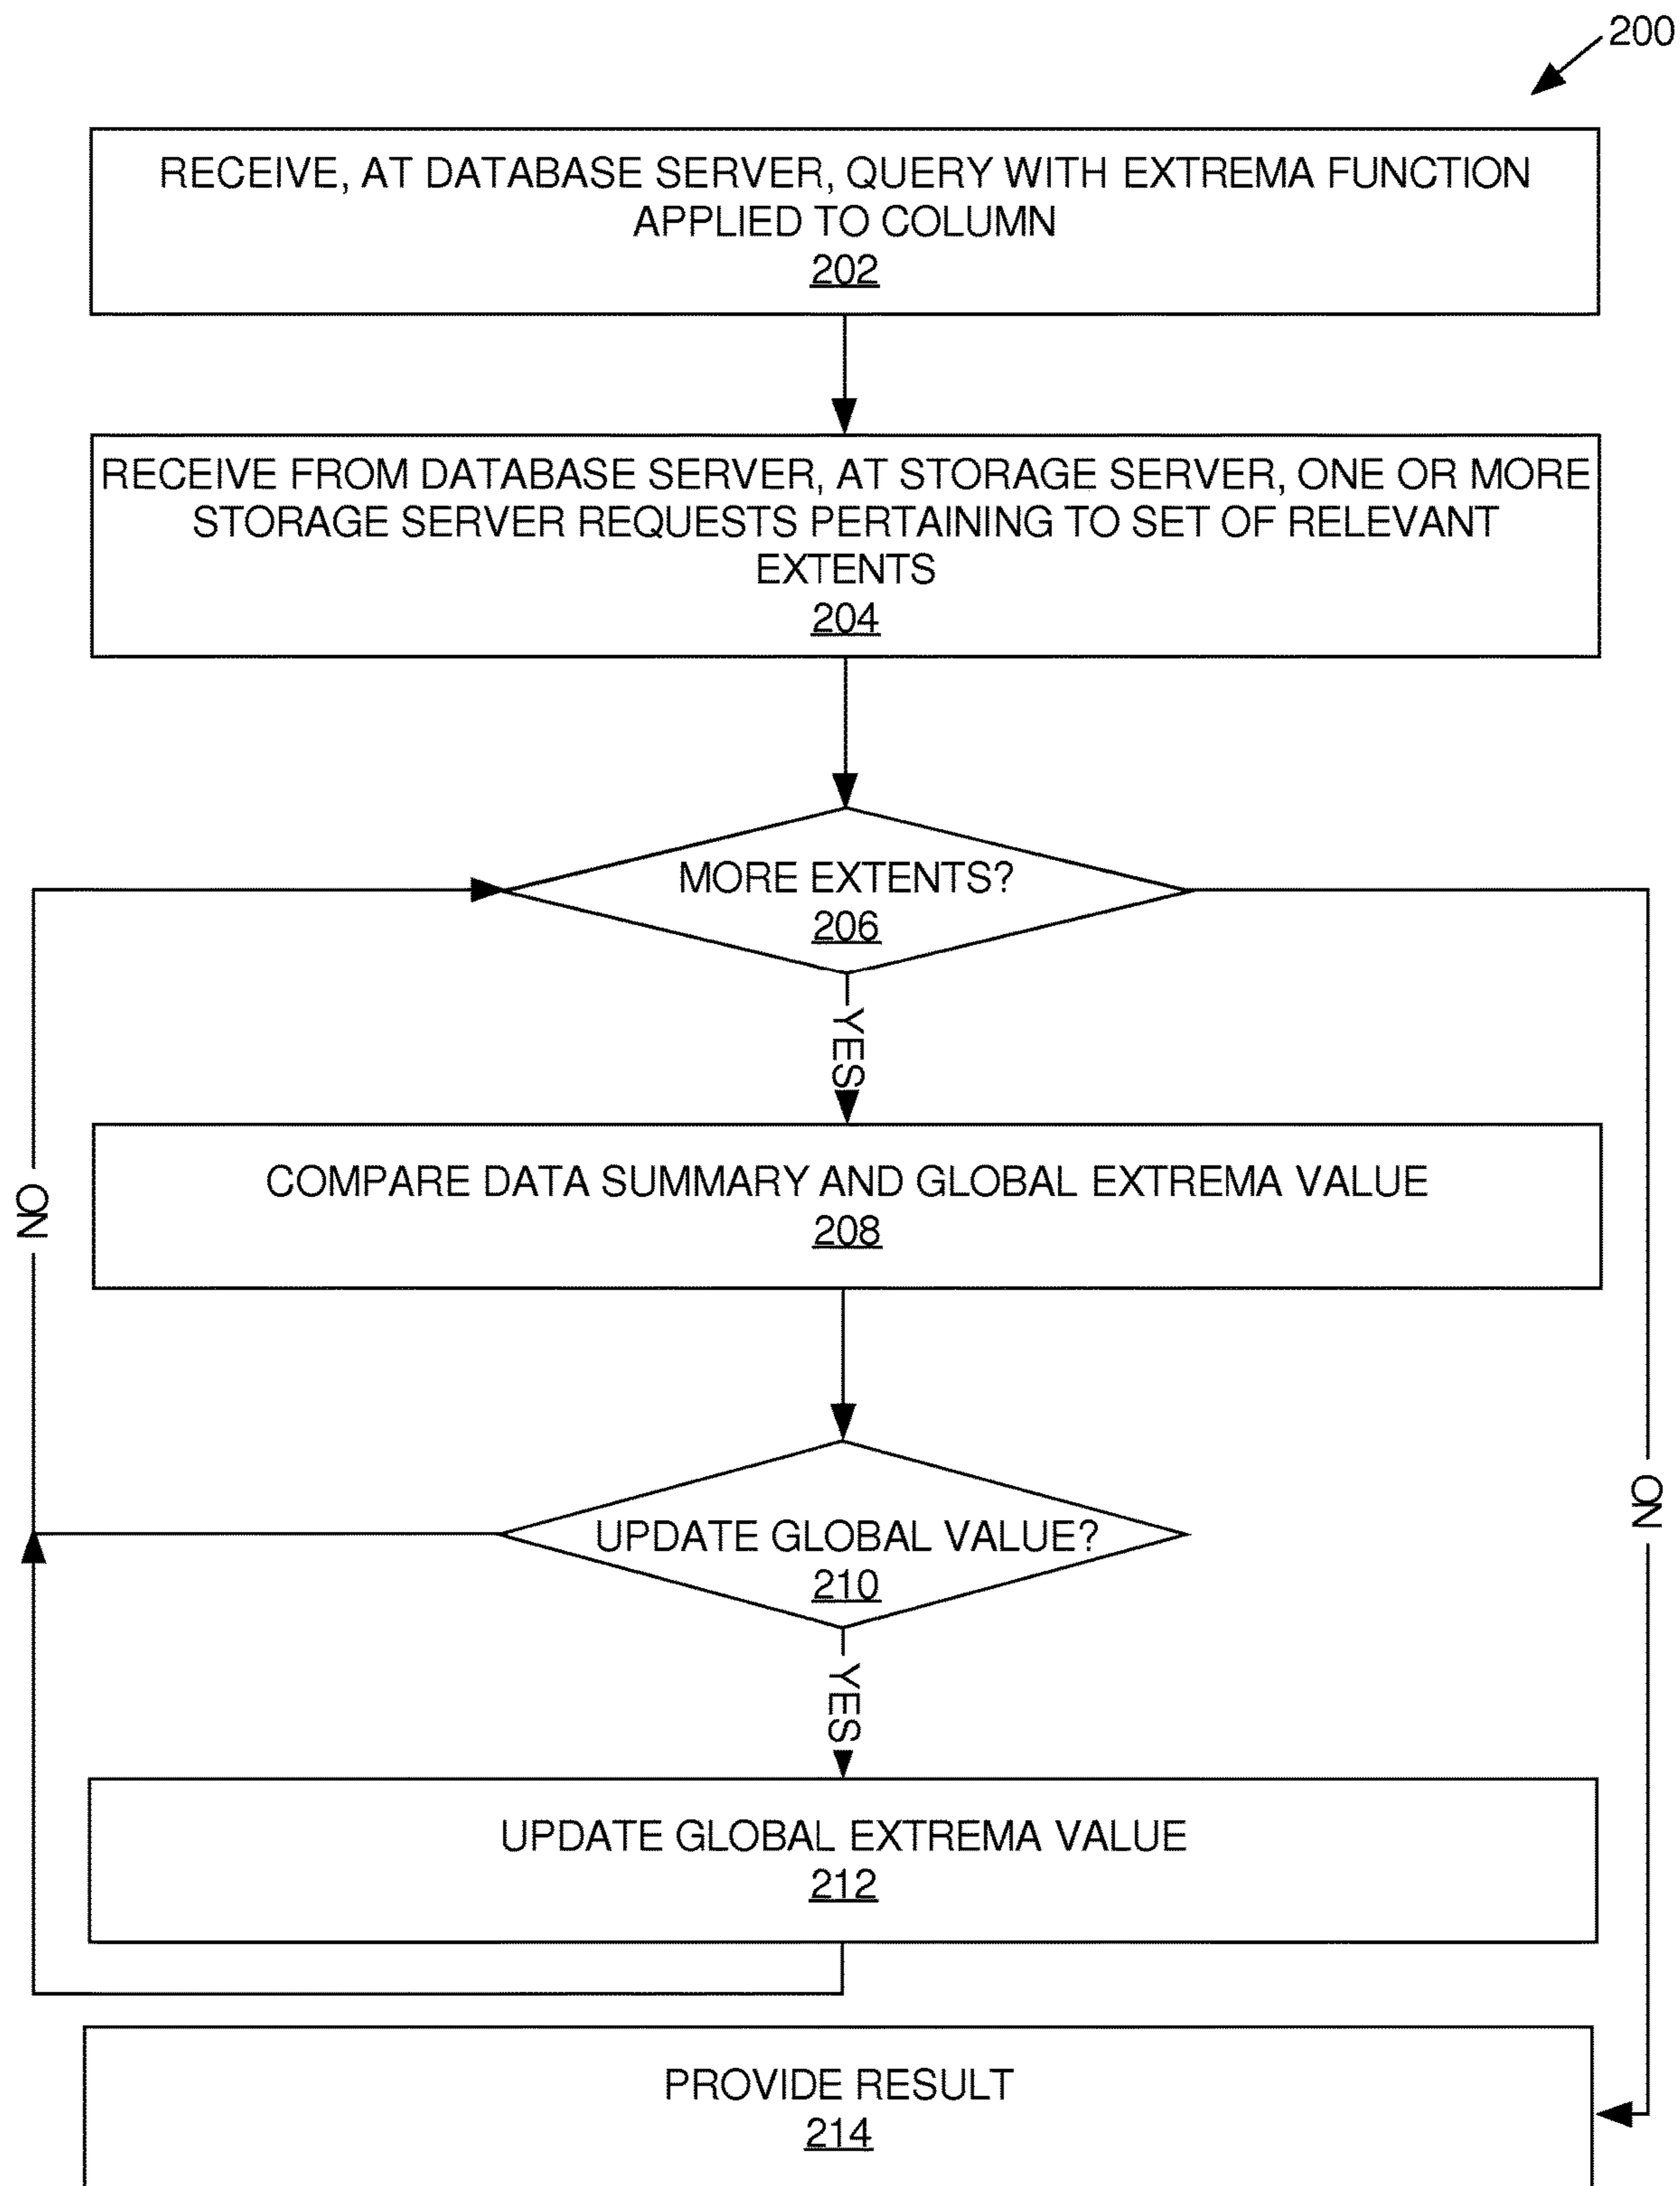 200
RECEIVE, AT DATABASE SERVER, QUERY WITH EXTREMA FUNCTION
APPLIED TO COLUMN
202
RECEIVE FROM DATABASE SERVER, AT STORAGE SERVER, ONE OR MORE
STORAGE SERVER REQUESTS PERTAINING TO SET OF RELEVANT
EXTENTS
204
MORE EXTENTS?
206
YES
COMPARE DATA SUMMARY AND GLOBAL EXTREMA VALUE
208
NO
NO
UPDATE GLOBAL VALUE?
210
YES
UPDATE GLOBAL EXTREMA VALUE
212
PROVIDE RESULT
214